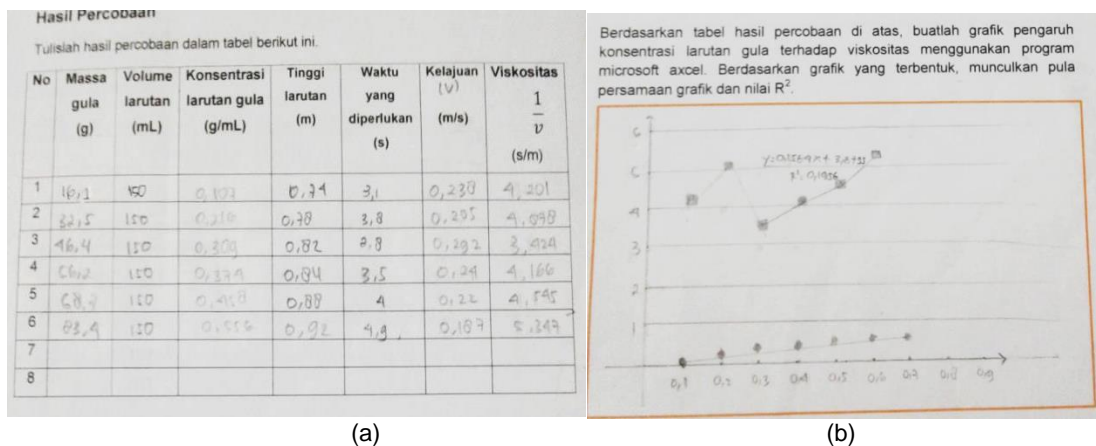 Hasil Percobaan
Tulislah hasil percobaan dalam tabel berikut ini.
No Massa gula (g) Volume larutan (mL) Konsentrasi larutan gula (g/mL) Tinggi larutan (m) Waktu yang diperlukan (s) Kelajuan (V) (m/s) Viskositas 1/v (s/m)
1 16,1 150 0,107 0,74 3,1 0,238 4,201
2 32,5 150 0,78 3,8 0,205 4,898
3 46,4 150 0,309 0,82 2,8 0,292 3,424
4 56,2 150 0,374 0,84 3,5 0,24 4,166
5 150 0,458 0,88 4 0,22 4,545
6 83,4 150 0,556 0,92 4,9 0,187 5,347
7
8
(a)
Berdasarkan tabel hasil percobaan di atas, buatlah grafik pengaruh
konsentrasi larutan gula terhadap viskositas menggunakan program
microsoft axcel. Berdasarkan grafik yang terbentuk, munculkan pula
persamaan grafik dan nilai R².
6
4
3
2
1
0,1 0,2 0,3 0,4 0,5 0,6 0,7 0,8 0,9
(b)